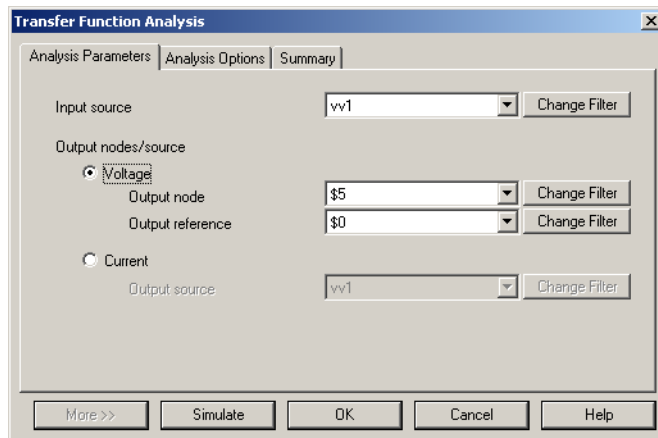 Transfer Function Analysis
Analysis Parameters Analysis Options Summary
Input source vv1 Change Filter
Output nodes/source
Voltage
Output node $5 Change Filter
Output reference $0 Change Filter
Current
Output source vv1 Change Filter
More >> Simulate OK Cancel Help